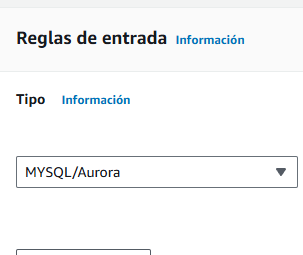 Reglas de entrada Información
Tipo Información
MYSQL/Aurora